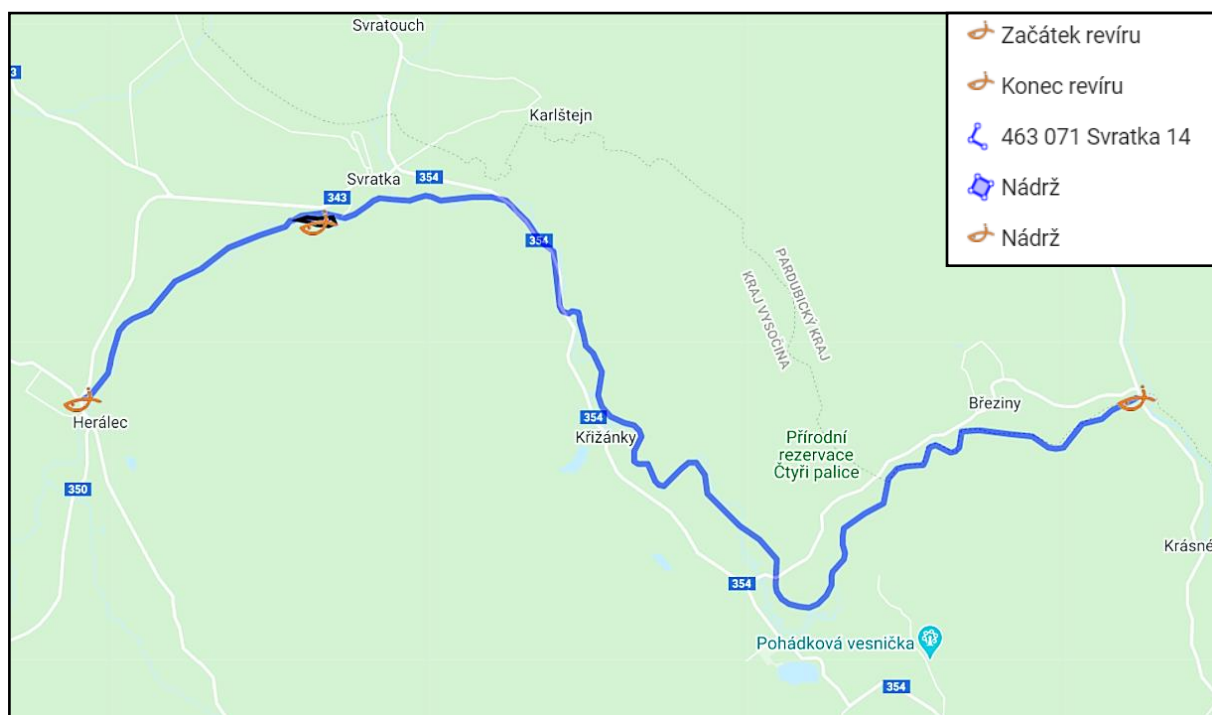 Svratouch
Začátek revíru
Konec revíru
463 071 Svratka 14
Nádrž
Nádrž
3
Karlštejn
Svratka
354
343
354
PARDUBICKÝ KRAJ
KRAJ VYSOČINA
Herálec
354
Křižánky
Březiny
Přírodní
rezervace
Čtyři palice
350
Krásné
354
Pohádková vesnička
354